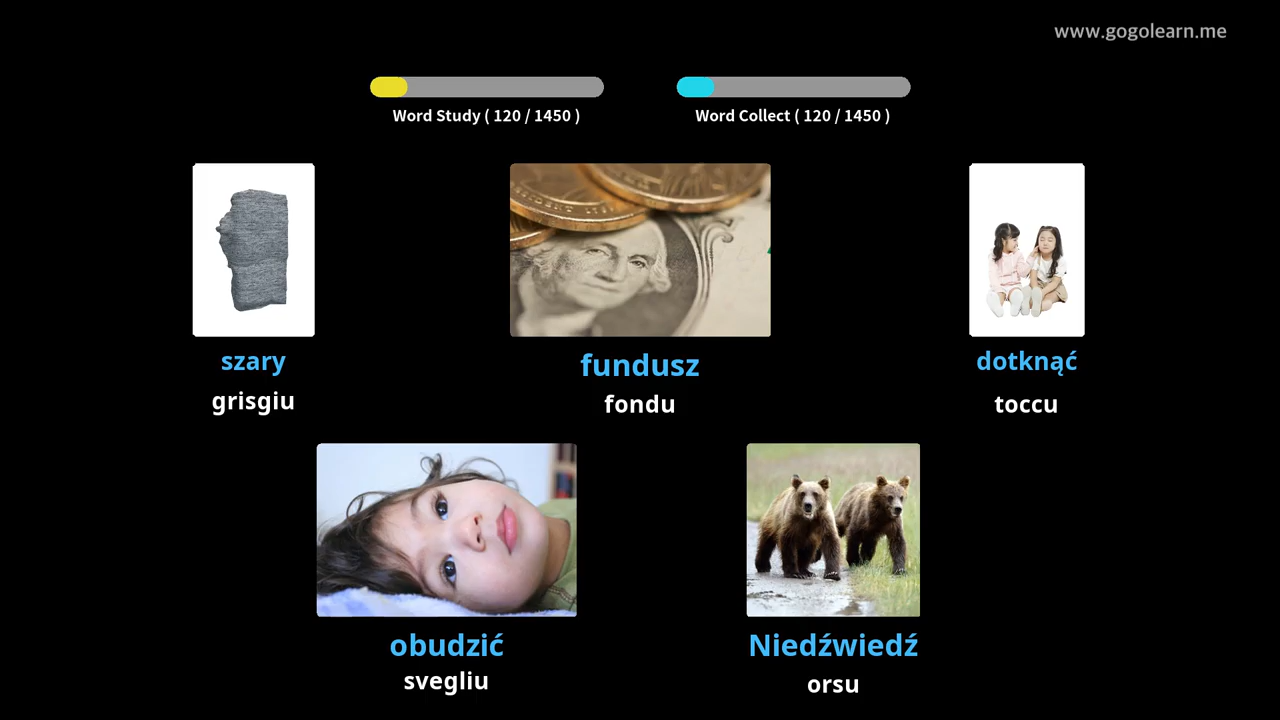 www.gogolearn.me
Word Study ( 120 / 1450 )
Word Collect ( 120 / 1450 )
szary
grisgiu
fundusz
fondu
dotknąć
toccu
obudzić
svegliu
Niedźwiedź
orsu